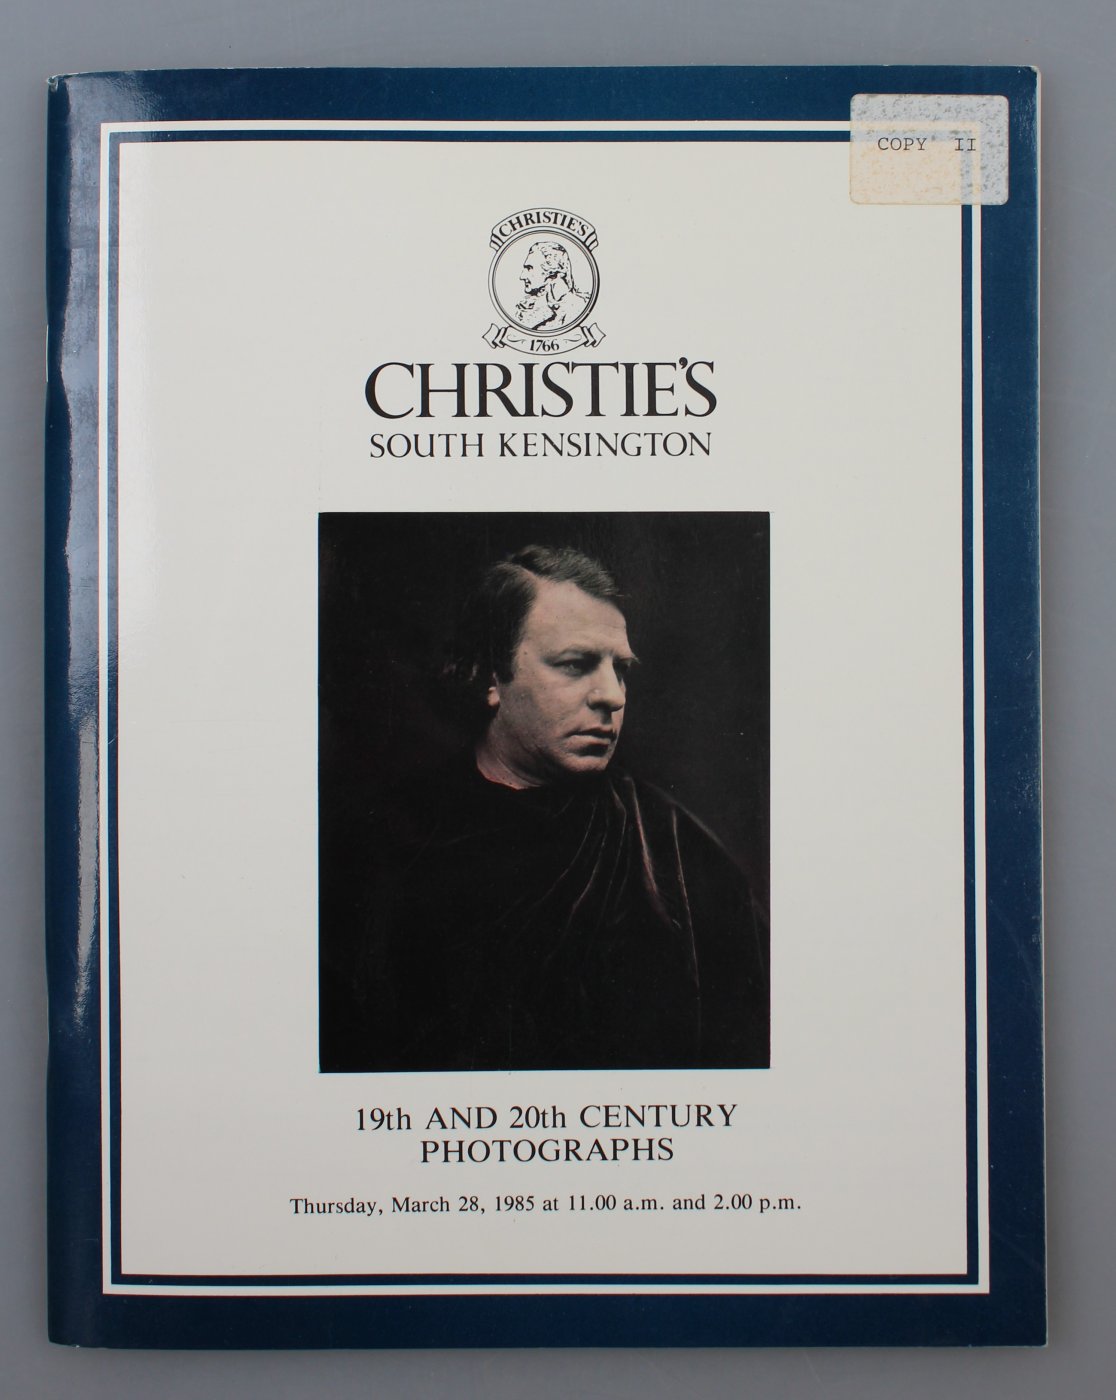 COPY II
CHRISTIE'S
1766
CHRISTIE'S
SOUTH KENSINGTON
19th AND 20th CENTURY
PHOTOGRAPHS
Thursday, March 28, 1985 at 11.00 a.m. and 2.00 p.m.